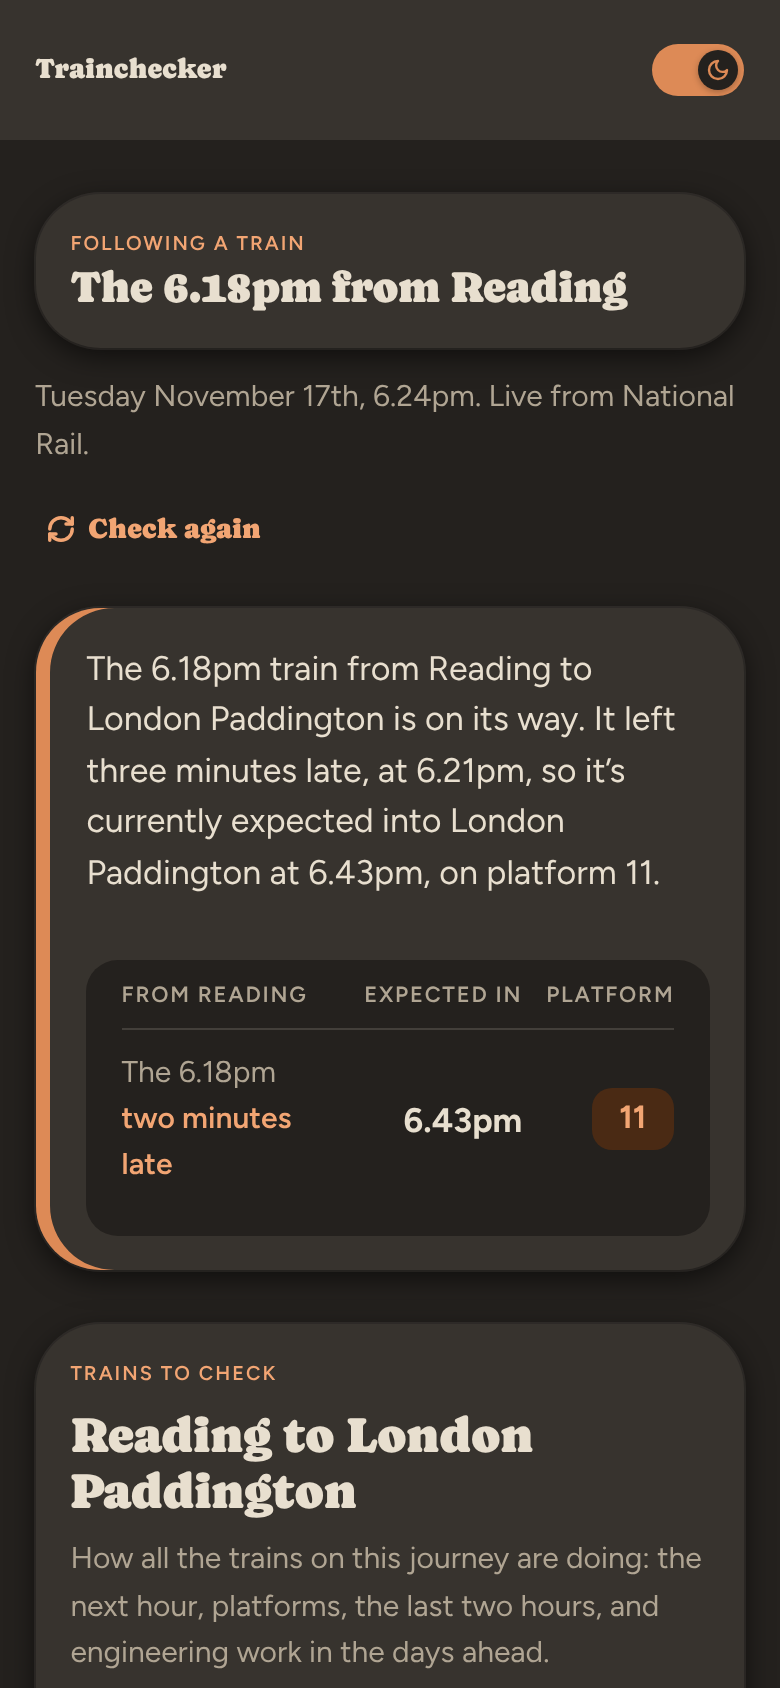 Trainchecker
FOLLOWING A TRAIN
The 6.18pm from Reading
Tuesday November 17th, 6.24pm. Live from National
Rail.
Check again
The 6.18pm train from Reading to
London Paddington is on its way. It left
three minutes late, at 6.21pm, so it’s
currently expected into London
Paddington at 6.43pm, on platform 11.
FROM READING EXPECTED IN PLATFORM
The 6.18pm
two minutes
late
6.43pm
11
TRAINS TO CHECK
Reading to London
Paddington
How all the trains on this journey are doing: the
next hour, platforms, the last two hours, and
engineering work in the days ahead.